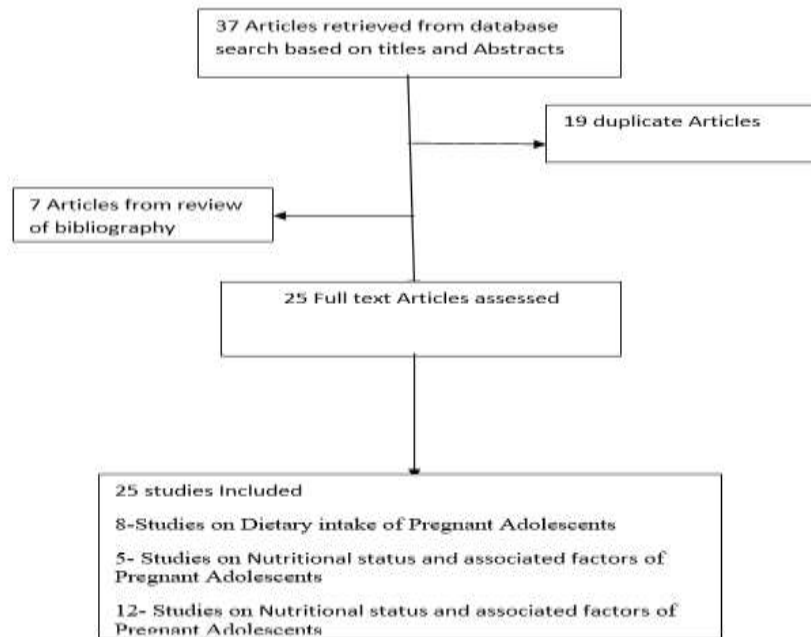 37 Articles retrieved from database
search based on titles and Abstracts
19 duplicate Articles
7 Articles from review
of bibliography
25 Full text Articles assessed
25 studies Included
8-Studies on Dietary intake of Pregnant Adolescents
5- Studies on Nutritional status and associated factors of
Pregnant Adolescents
12- Studies on Nutritional status and associated factors of
Pregnant Adolescents